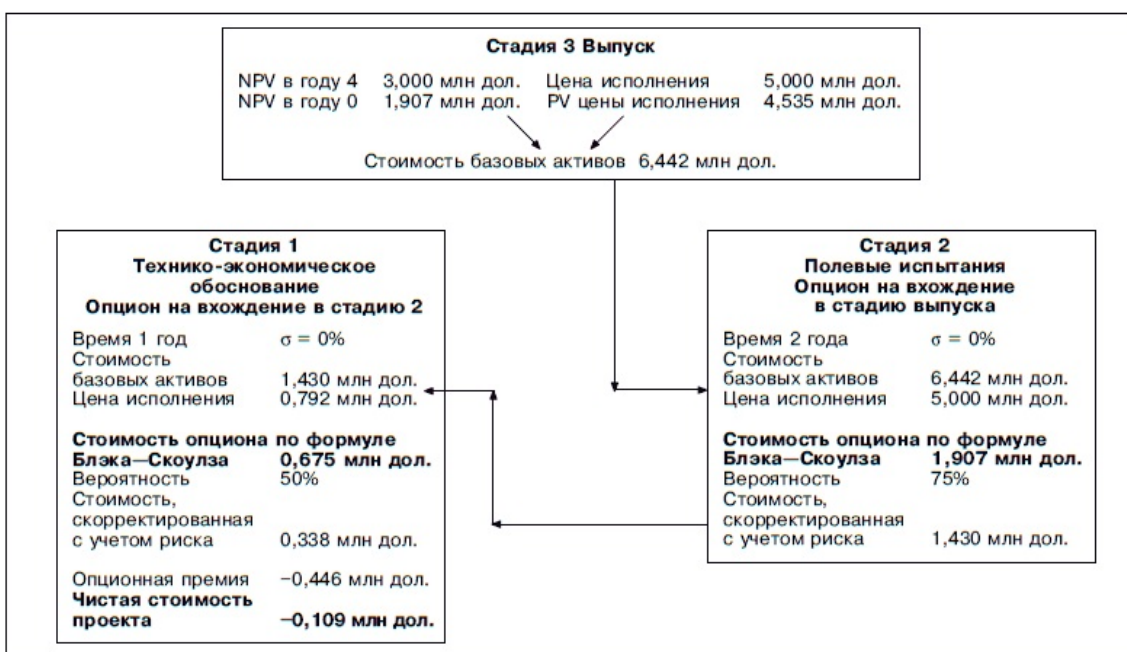 Стадия 3 Выпуск
NPV в году 4 3,000 млн дол. Цена исполнения 5,000 млн дол.
NPV в году 0 1,907 млн дол. PV цены исполнения 4,535 млн дол.
Стоимость базовых активов 6,442 млн дол.
Стадия 1
Технико-экономическое
обоснование
Опцион на вхождение в стадию 2
Время 1 год σ = 0%
Стоимость
базовых активов 1,430 млн дол.
Цена исполнения 0,792 млн дол.
Стоимость опциона по формуле
Блэка—Скоулза 0,675 млн дол.
Вероятность 50%
Стоимость,
скорректированная
с учетом риска 0,338 млн дол.
Опционная премия −0,446 млн дол.
Чистая стоимость
проекта −0,109 млн дол.
Стадия 2
Полевые испытания
Опцион на вхождение
в стадию выпуска
Время 2 года σ = 0%
Стоимость
базовых активов 6,442 млн дол.
Цена исполнения 5,000 млн дол.
Стоимость опциона по формуле
Блэка—Скоулза 1,907 млн дол.
Вероятность 75%
Стоимость,
скорректированная
с учетом риска 1,430 млн дол.